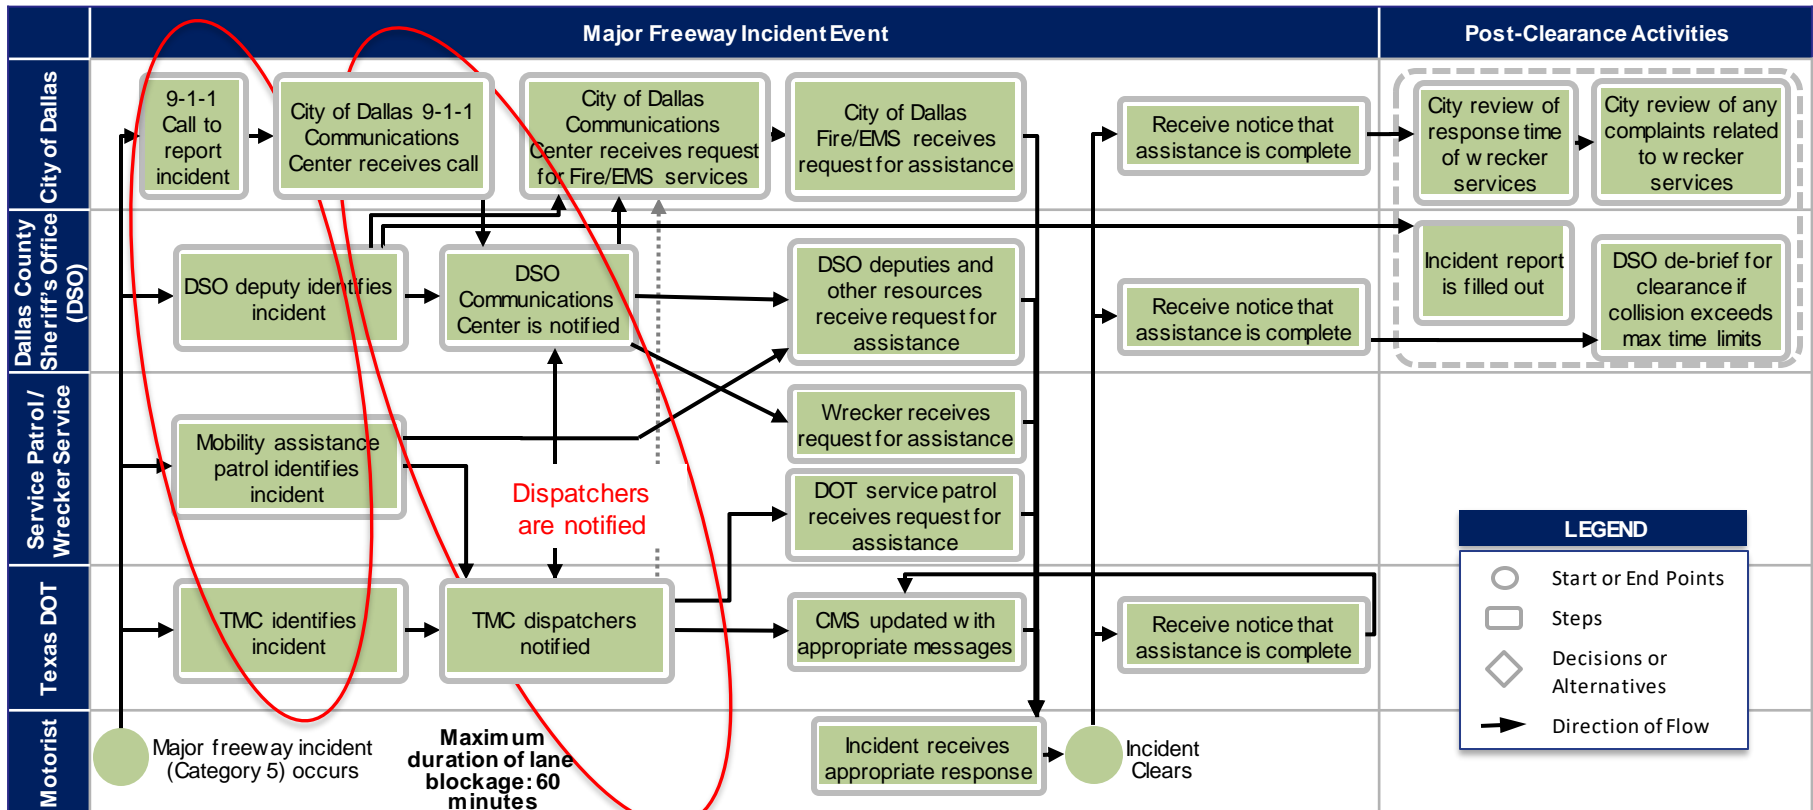 Major Freeway Incident Event
Post-Clearance Activities
City of Dallas
9-1-1
Call to
report
incident
City of Dallas 9-1-1
Communications
Center receives call
City of Dallas
Communications
Center receives request
for Fire/EMS services
City of Dallas
Fire/EMS receives
request for assistance
Receive notice that
assistance is complete
City review of
response time
of wrecker
services
City review of any
complaints related
to wrecker
services
Dallas County
Sheriff's Office
(DSO)
DSO deputy identifies
incident
DSO
Communications
Center is notified
DSO deputies and
other resources
receive request for
assistance
Receive notice that
assistance is complete
Incident report
is filled out
DSO de-brief for
clearance if
collision exceeds
max time limits
Service Patrol /
Wrecker Service
Mobility assistance
patrol identifies
incident
Dispatchers
are notified
Wrecker receives
request for assistance
DOT service patrol
receives request for
assistance
Texas DOT
TMC identifies
incident
TMC dispatchers
notified
CMS updated with
appropriate messages
Receive notice that
assistance is complete
Motorist
Major freeway incident
(Category 5) occurs
Maximum
duration of lane
blockage: 60
minutes
Incident receives
appropriate response
Incident
Clears
LEGEND
Start or End Points
Steps
Decisions or
Alternatives
Direction of Flow